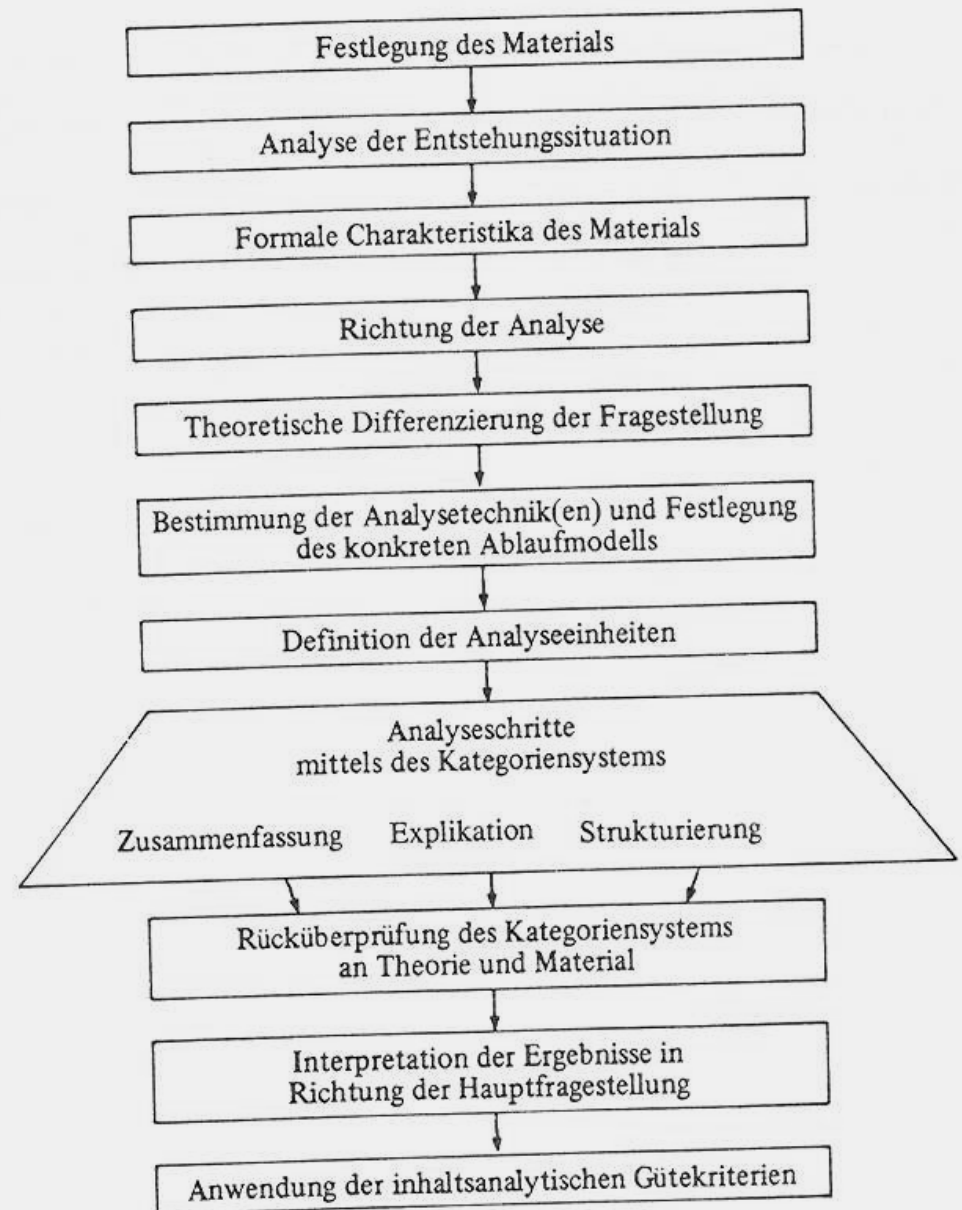 Festlegung des Materials
Analyse der Entstehungssituation
Formale Charakteristika des Materials
Richtung der Analyse
Theoretische Differenzierung der Fragestellung
Bestimmung der Analysetechnik(en) und Festlegung
des konkreten Ablaufmodells
Definition der Analyseeinheiten
Analyseschritte
mittels des Kategoriensystems
Zusammenfassung Explikation Strukturierung
Rücküberprüfung des Kategoriensystems
an Theorie und Material
Interpretation der Ergebnisse in
Richtung der Hauptfragestellung
Anwendung der inhaltsanalytischen Gütekriterien